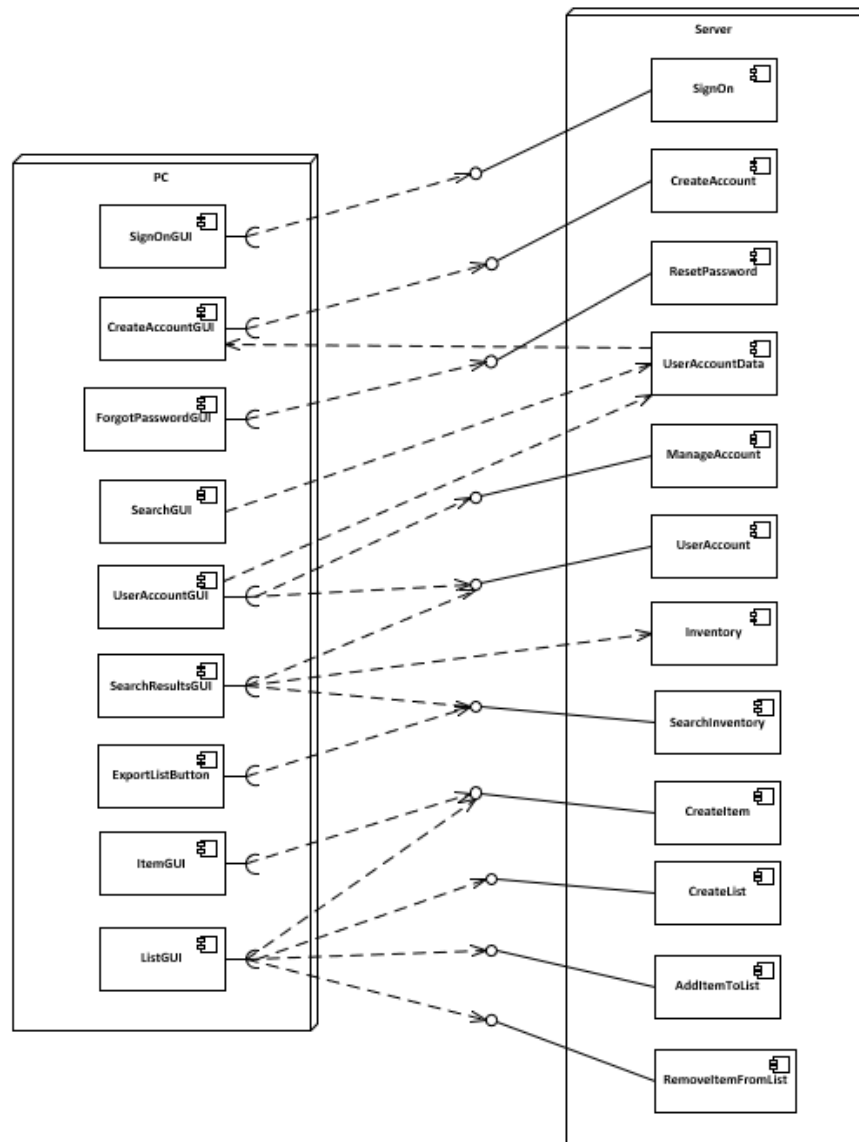 Server
SignOn
PC
CreateAccount
SignOnGUI
ResetPassword
CreateAccountGUI
UserAccountData
ForgotPasswordGUI
ManageAccount
SearchGUI
UserAccount
UserAccountGUI
Inventory
SearchResultsGUI
SearchInventory
ExportListButton
CreateItem
ItemGUI
CreateList
ListGUI
AddItemToList
RemoveItemFromList